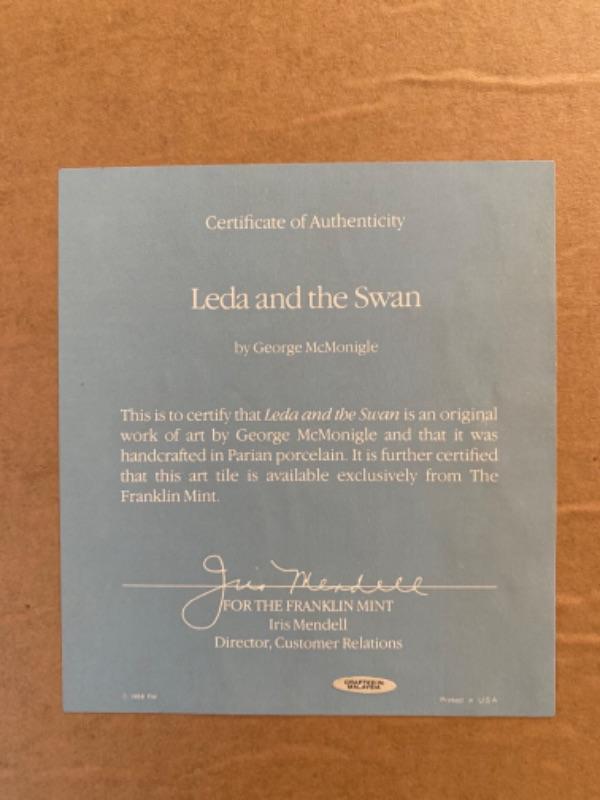 Certificate of Authenticity
Leda and the Swan
by George McMonigle
This is to certify that Leda and the Swan is an original
work of art by George McMonigle and that it was
handcrafted in Parian porcelain. It is further certified
that this art tile is available exclusively from The
Franklin Mint.
Iris Mendell
FOR THE FRANKLIN MINT
Iris Mendell
Director, Customer Relations
CRAFTED IN
MALAYSIA
Printed in USA